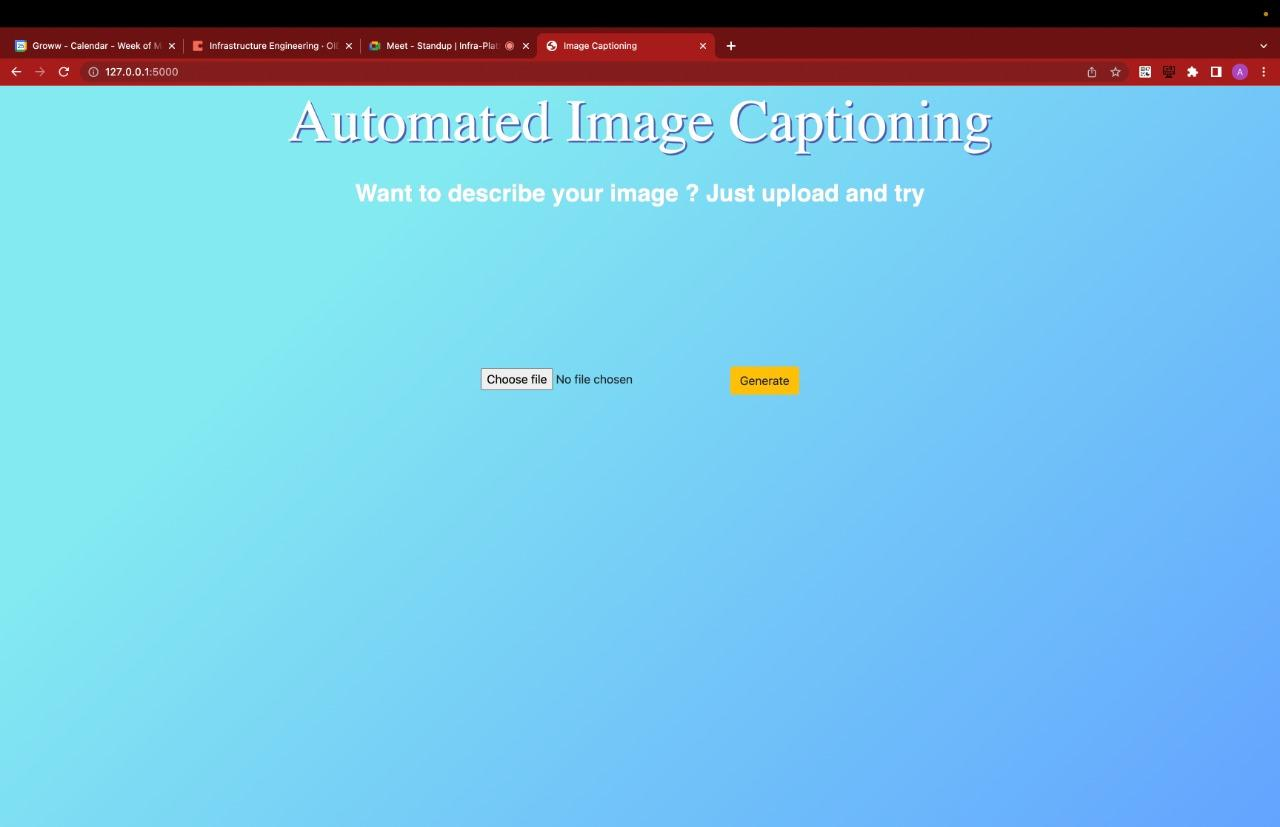 Groww - Calendar - Week of M
Infrastructure Engineering · Ol
Meet - Standup | Infra-Plat
Image Captioning
127.0.0.1:5000
A
Automated Image Captioning
Want to describe your image ? Just upload and try
Choose file No file chosen
Generate